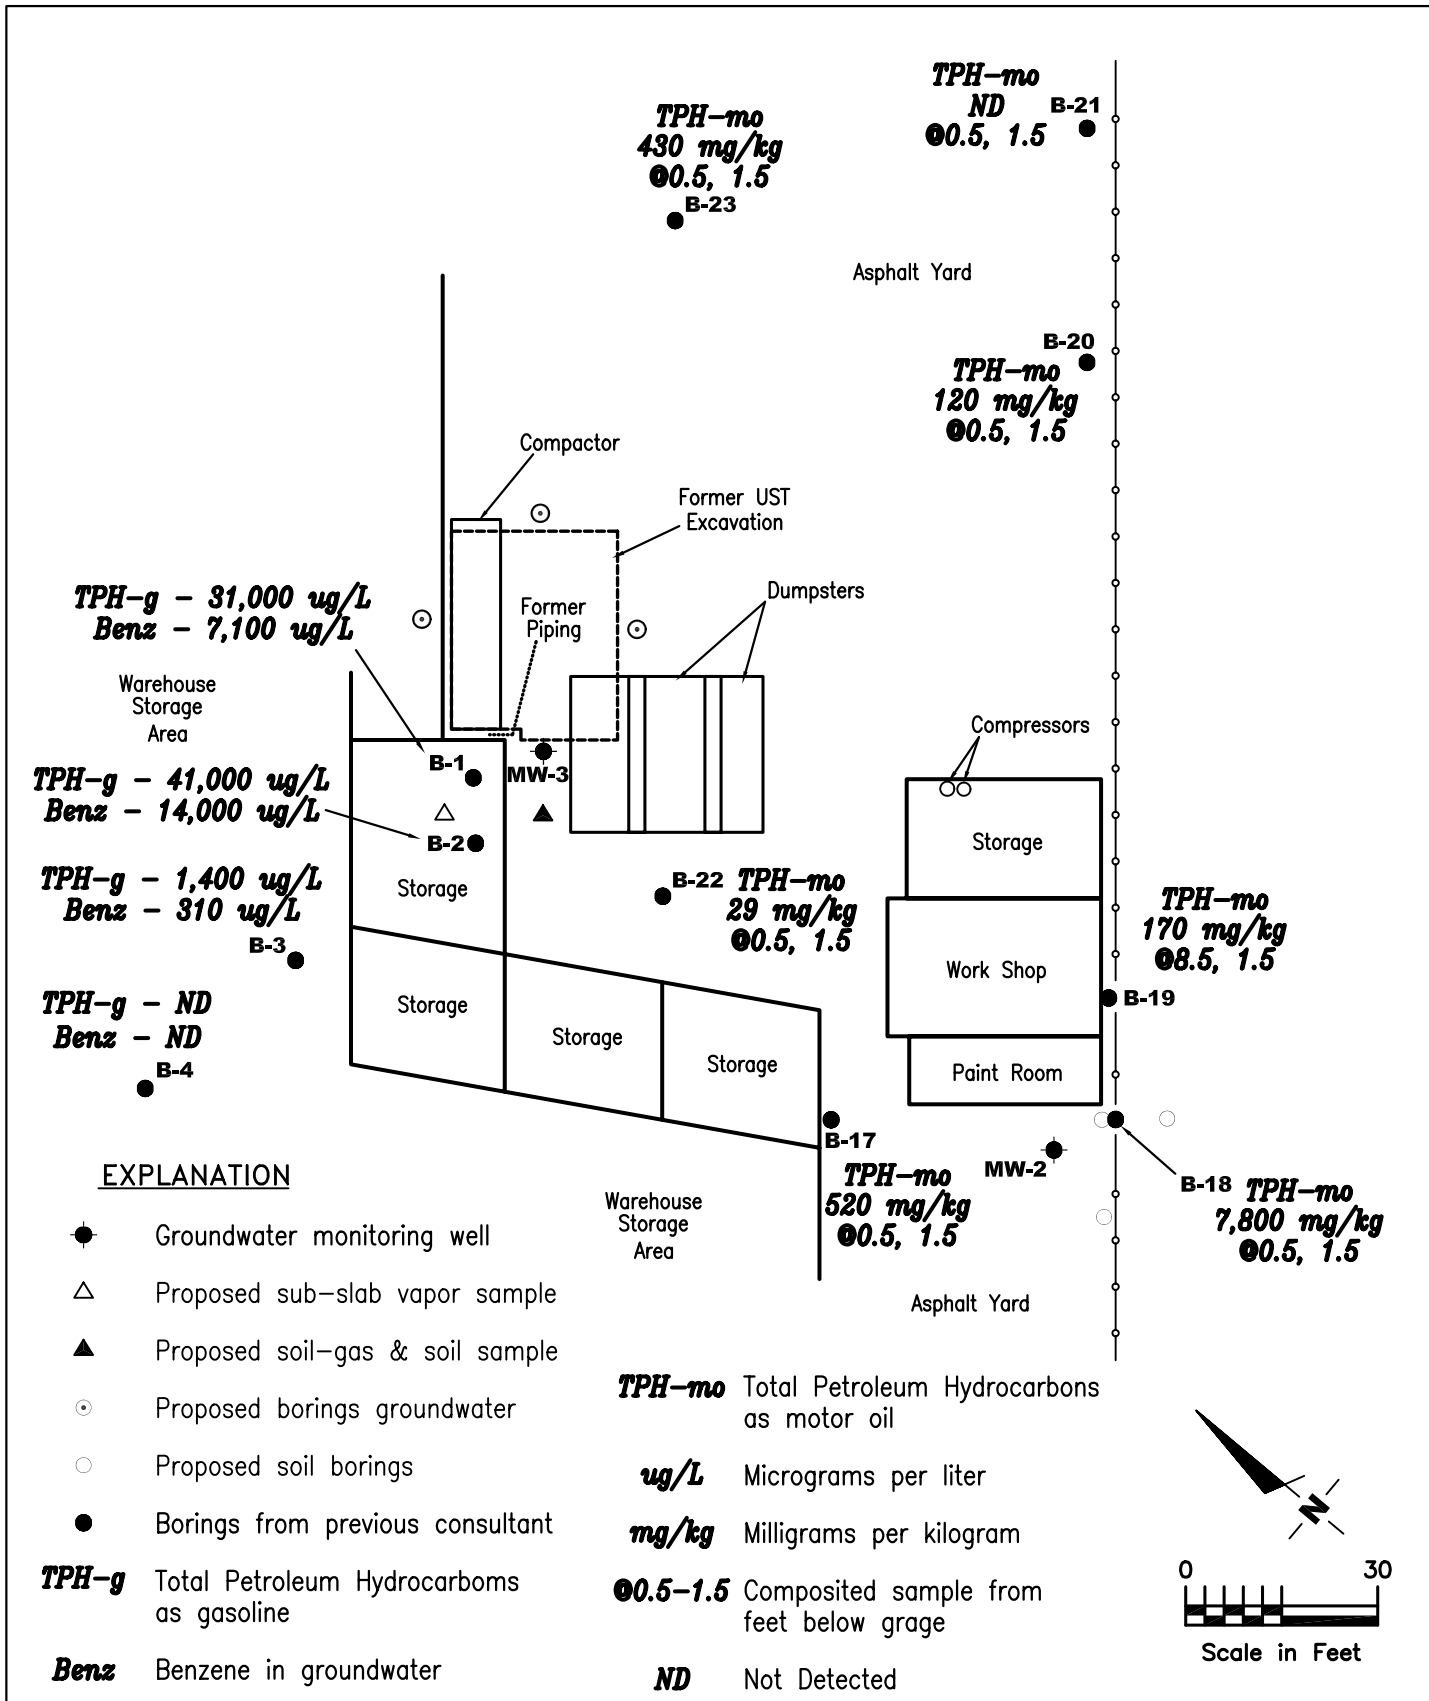 TPH-mo
ND
@0.5, 1.5
B-21
TPH-mo
430 mg/kg
@0.5, 1.5
B-23
Asphalt Yard
B-20
TPH-mo
120 mg/kg
@0.5, 1.5
Compactor
Former UST
Excavation
Former
Piping
Dumpsters
TPH-g - 31,000 ug/L
Benz - 7,100 ug/L
Warehouse
Storage
Area
Compressors
B-1
MW-3
TPH-g - 41,000 ug/L
Benz - 14,000 ug/L
B-2
Storage
Storage
TPH-g - 1,400 ug/L
Benz - 310 ug/L
B-3
B-22
TPH-mo
29 mg/kg
@0.5, 1.5
TPH-mo
170 mg/kg
@8.5, 1.5
B-19
Work Shop
TPH-g - ND
Benz - ND
B-4
Storage
Storage
Storage
Paint Room
B-17
TPH-mo
520 mg/kg
@0.5, 1.5
MW-2
B-18
TPH-mo
7,800 mg/kg
@0.5, 1.5
Warehouse
Storage
Area
Asphalt Yard
EXPLANATION
Groundwater monitoring well
Proposed sub-slab vapor sample
Proposed soil-gas & soil sample
Proposed borings groundwater
Proposed soil borings
Borings from previous consultant
TPH-g Total Petroleum Hydrocarboms
as gasoline
Benz Benzene in groundwater
TPH-mo Total Petroleum Hydrocarbons
as motor oil
ug/L Micrograms per liter
mg/kg Milligrams per kilogram
@0.5-1.5 Composited sample from
feet below grage
ND Not Detected
N
0 30
Scale in Feet